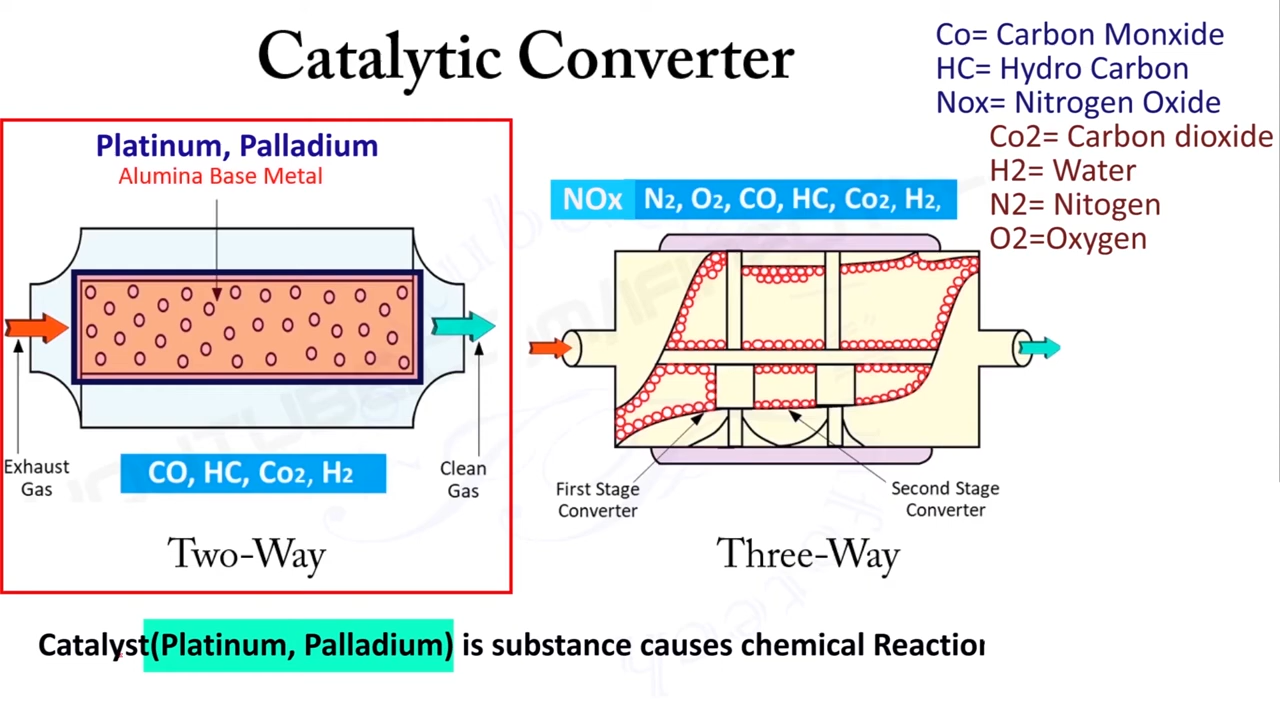 Catalytic Converter
Co= Carbon Monxide
HC= Hydro Carbon
Nox= Nitrogen Oxide
Co2= Carbon dioxide
H2= Water
N2= Nitogen
O2=Oxygen
Platinum, Palladium
Alumina Base Metal
Exhaust
Gas
CO, HC, Co2, H2
Clean
Gas
Two-Way
NOx N2, O2, CO, HC, Co2, H2,
First Stage
Converter
Second Stage
Converter
Three-Way
Catalyst(Platinum, Palladium) is substance causes chemical Reaction